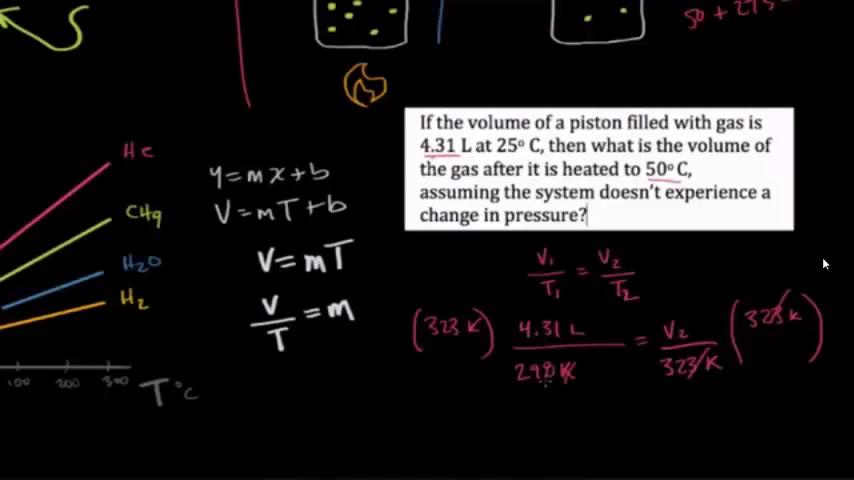 50 + 273
If the volume of a piston filled with gas is
4.31 L at 25° C, then what is the volume of
the gas after it is heated to 50° C,
assuming the system doesn't experience a
change in pressure?
He
CH4
H2O
H2
100 200 300
T °C
y = mx + b
V = mT + b
V = mT
V/T = m
V1/T1 = V2/T2
(323 K) 4.31 L / 298 K = V2 / 323 K (323 K)